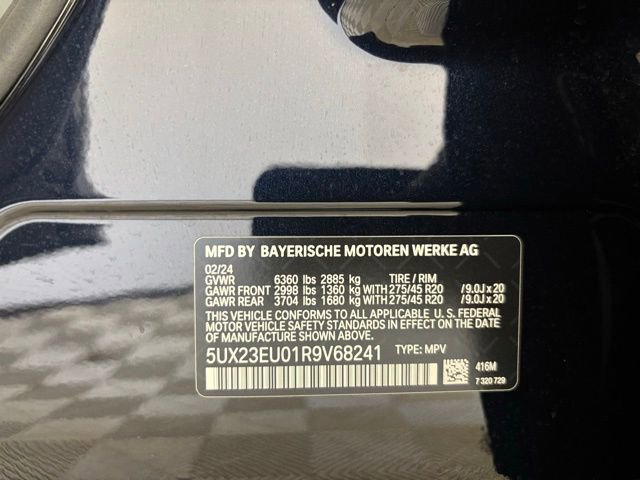 MFD BY BAYERISCHE MOTOREN WERKE AG
02/24
GVWR 6360 lbs 2885 kg TIRE / RIM
GAWR FRONT 2998 lbs 1360 kg WITH 275/45 R20 /9.0J x 20
GAWR REAR 3704 lbs 1680 kg WITH 275/45 R20 /9.0J x 20
THIS VEHICLE CONFORMS TO ALL APPLICABLE U. S. FEDERAL
MOTOR VEHICLE SAFETY STANDARDS IN EFFECT ON THE
DATE OF MANUFACTURE SHOWN ABOVE.
5UX23EU01R9V68241 TYPE: MPV
416M
7 320 729